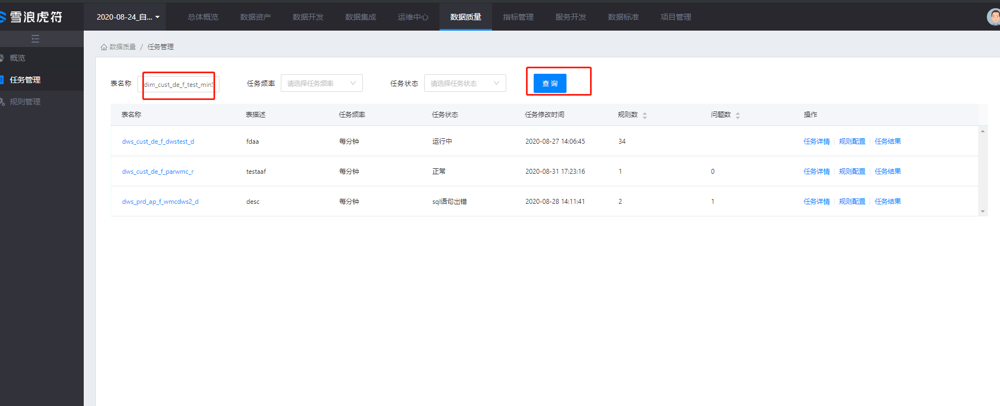 雪浪虎符
2020-08-24_自... 总体概览 数据资产 数据开发 数据集成 运维中心 数据质量 指标管理 服务开发 数据标准 项目管理
概览
任务管理
规则管理
数据质量 / 任务管理
表名称 dim_cust_de_f_test_min 任务频率 请选择任务频率 任务状态 请选择任务状态 查 询
表名称 表描述 任务频率 任务状态 任务修改时间 规则数 问题数 操作
dws_cust_de_f_dwstest_d fdaa 每分钟 运行中 2020-08-27 14:06:45 34 任务详情 规则配置 任务结果
dws_cust_de_f_parwmc_r testaaf 每分钟 正常 2020-08-31 17:23:16 1 0 任务详情 规则配置 任务结果
dws_prd_ap_f_wmcdws2_d desc 每分钟 sql语句出错 2020-08-28 14:11:41 2 1 任务详情 规则配置 任务结果